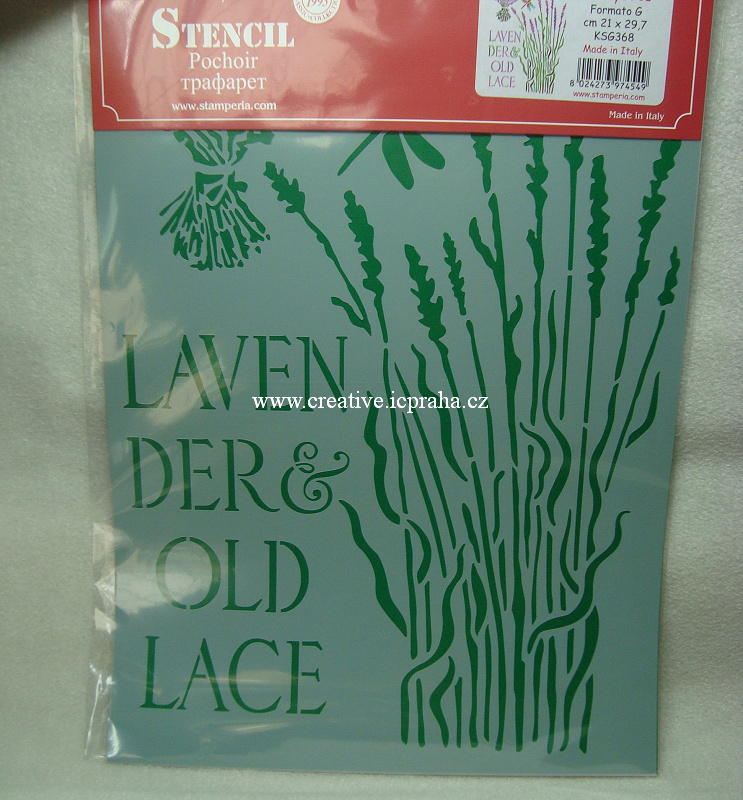 1993
STENCIL
Pochoir
трафарет
www.stamperia.com
Formato G
cm 21 x 29,7
KSG368
Made in Italy
LAVEN
DER&
OLD
LACE
8 024273 974549
www.stamperia.com
Made in Italy
LAVEN
www.creative.icpraha.cz
DER&
OLD
LACE